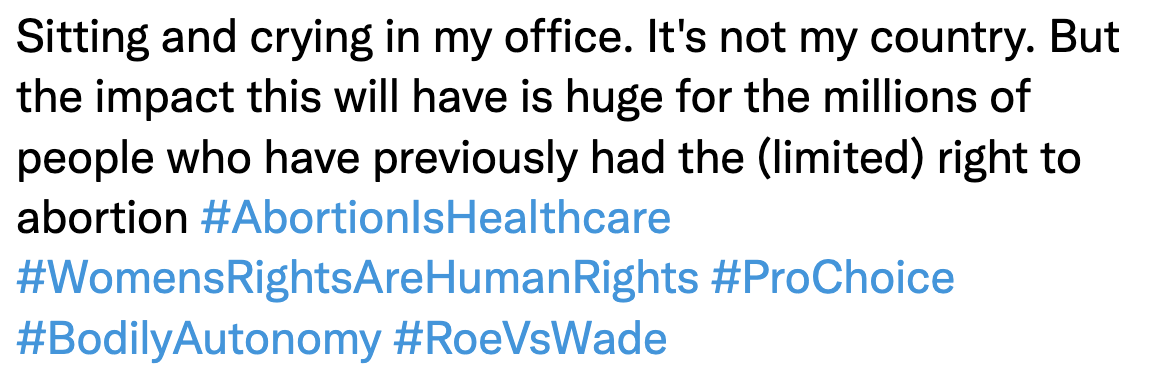 Sitting and crying in my office. It's not my country. But
the impact this will have is huge for the millions of
people who have previously had the (limited) right to
abortion #AbortionIsHealthcare
#WomensRightsAreHumanRights #ProChoice
#BodilyAutonomy #RoeVsWade